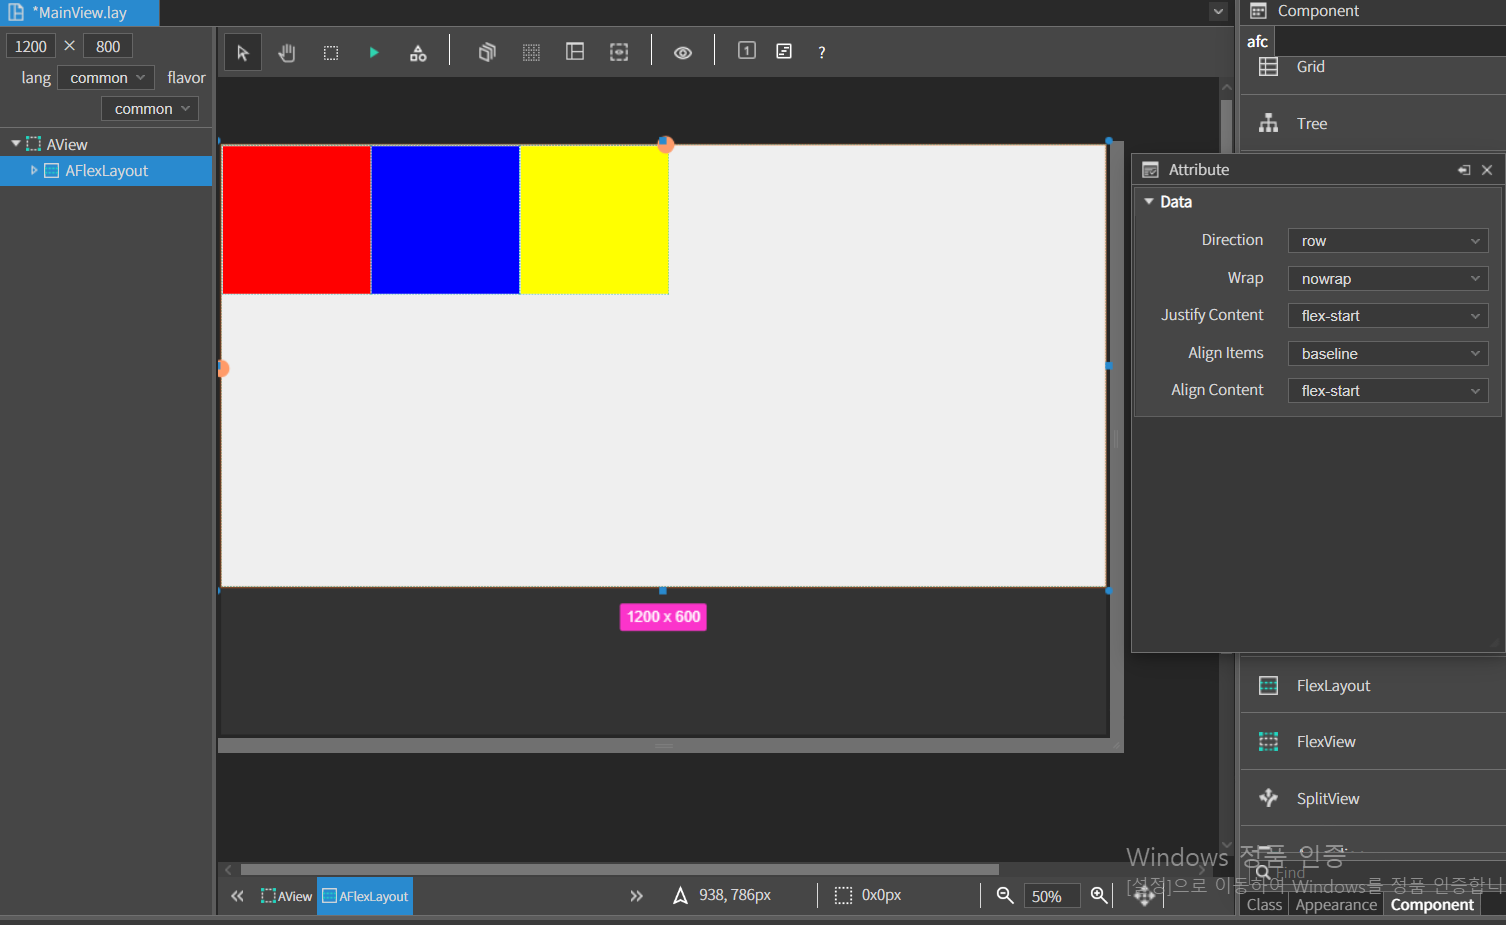 *MainView.lay
1200 × 800
lang common flavor
common
AView
AFlexLayout
1 ?
1200 x 600
« AView AFlexLayout » 938, 786px 0x0px 50%
Component
afc
Grid
Tree
Attribute
Data
Direction row
Wrap nowrap
Justify Content flex-start
Align Items baseline
Align Content flex-start
FlexLayout
FlexView
SplitView
Windows 정품 인증
Find
[설정]으로 이동하여 Windows를 정품 인증합니
Class Appearance Component